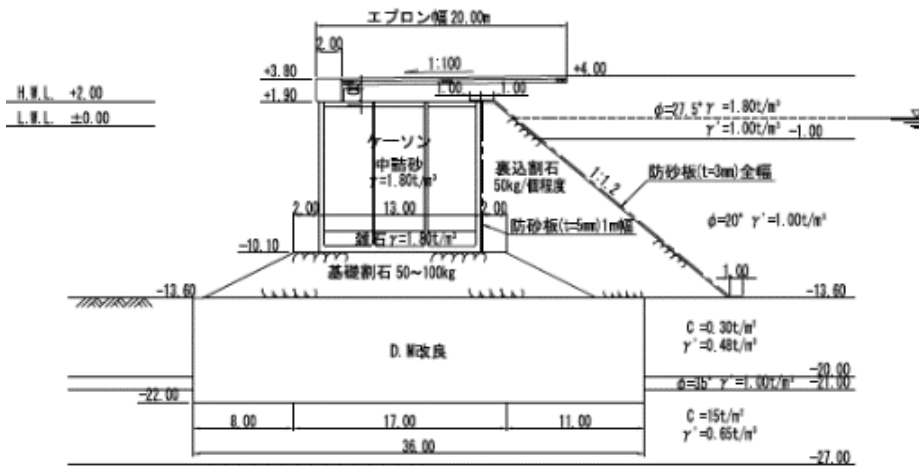 エプロン幅20.00m
2.00
1:100
+3.80
+4.00
H.W.L. +2.00
+1.90
1.00
1.00
L.W.L. ±0.00
φ=27.5° γ=1.80t/m³
γ'=1.00t/m³
-1.00
ケーソン
中詰砂
γ=1.80t/m³
裏込割石
50kg/個程度
1:1.2
防砂板(t=3mm)全幅
2.00
13.00
2.00
防砂板(t=5mm)1m幅
φ=20° γ'=1.00t/m³
雑石γ=1.80t/m³
-10.10
基礎割石 50~100kg
1.00
-13.60
-13.60
D.M改良
C=0.30t/m²
γ'=0.48t/m³
-20.00
φ=35° γ'=1.00t/m³
-21.00
-22.00
8.00
17.00
11.00
C=15t/m²
γ'=0.65t/m³
36.00
-27.00